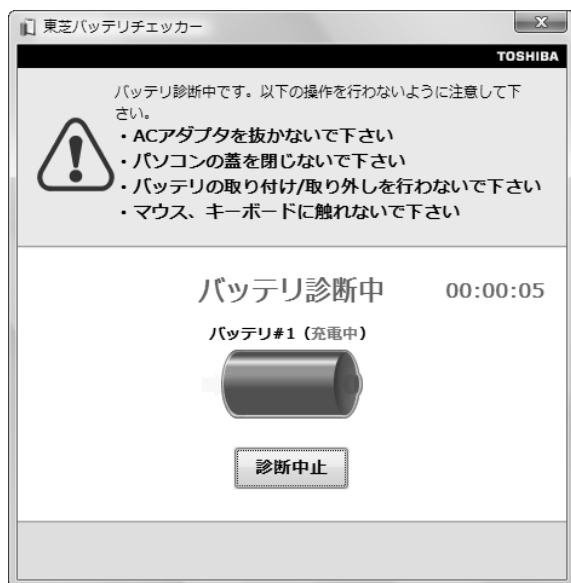 東芝バッテリチェッカー
TOSHIBA
バッテリ診断中です。以下の操作を行わないように注意して下
さい。
・ACアダプタを抜かないで下さい
・パソコンの蓋を閉じないで下さい
・バッテリの取り付け/取り外しを行わないで下さい
・マウス、キーボードに触れないで下さい
バッテリ診断中 00:00:05
バッテリ#1（充電中）
診断中止